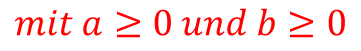 mit a ≥ 0 und b ≥ 0